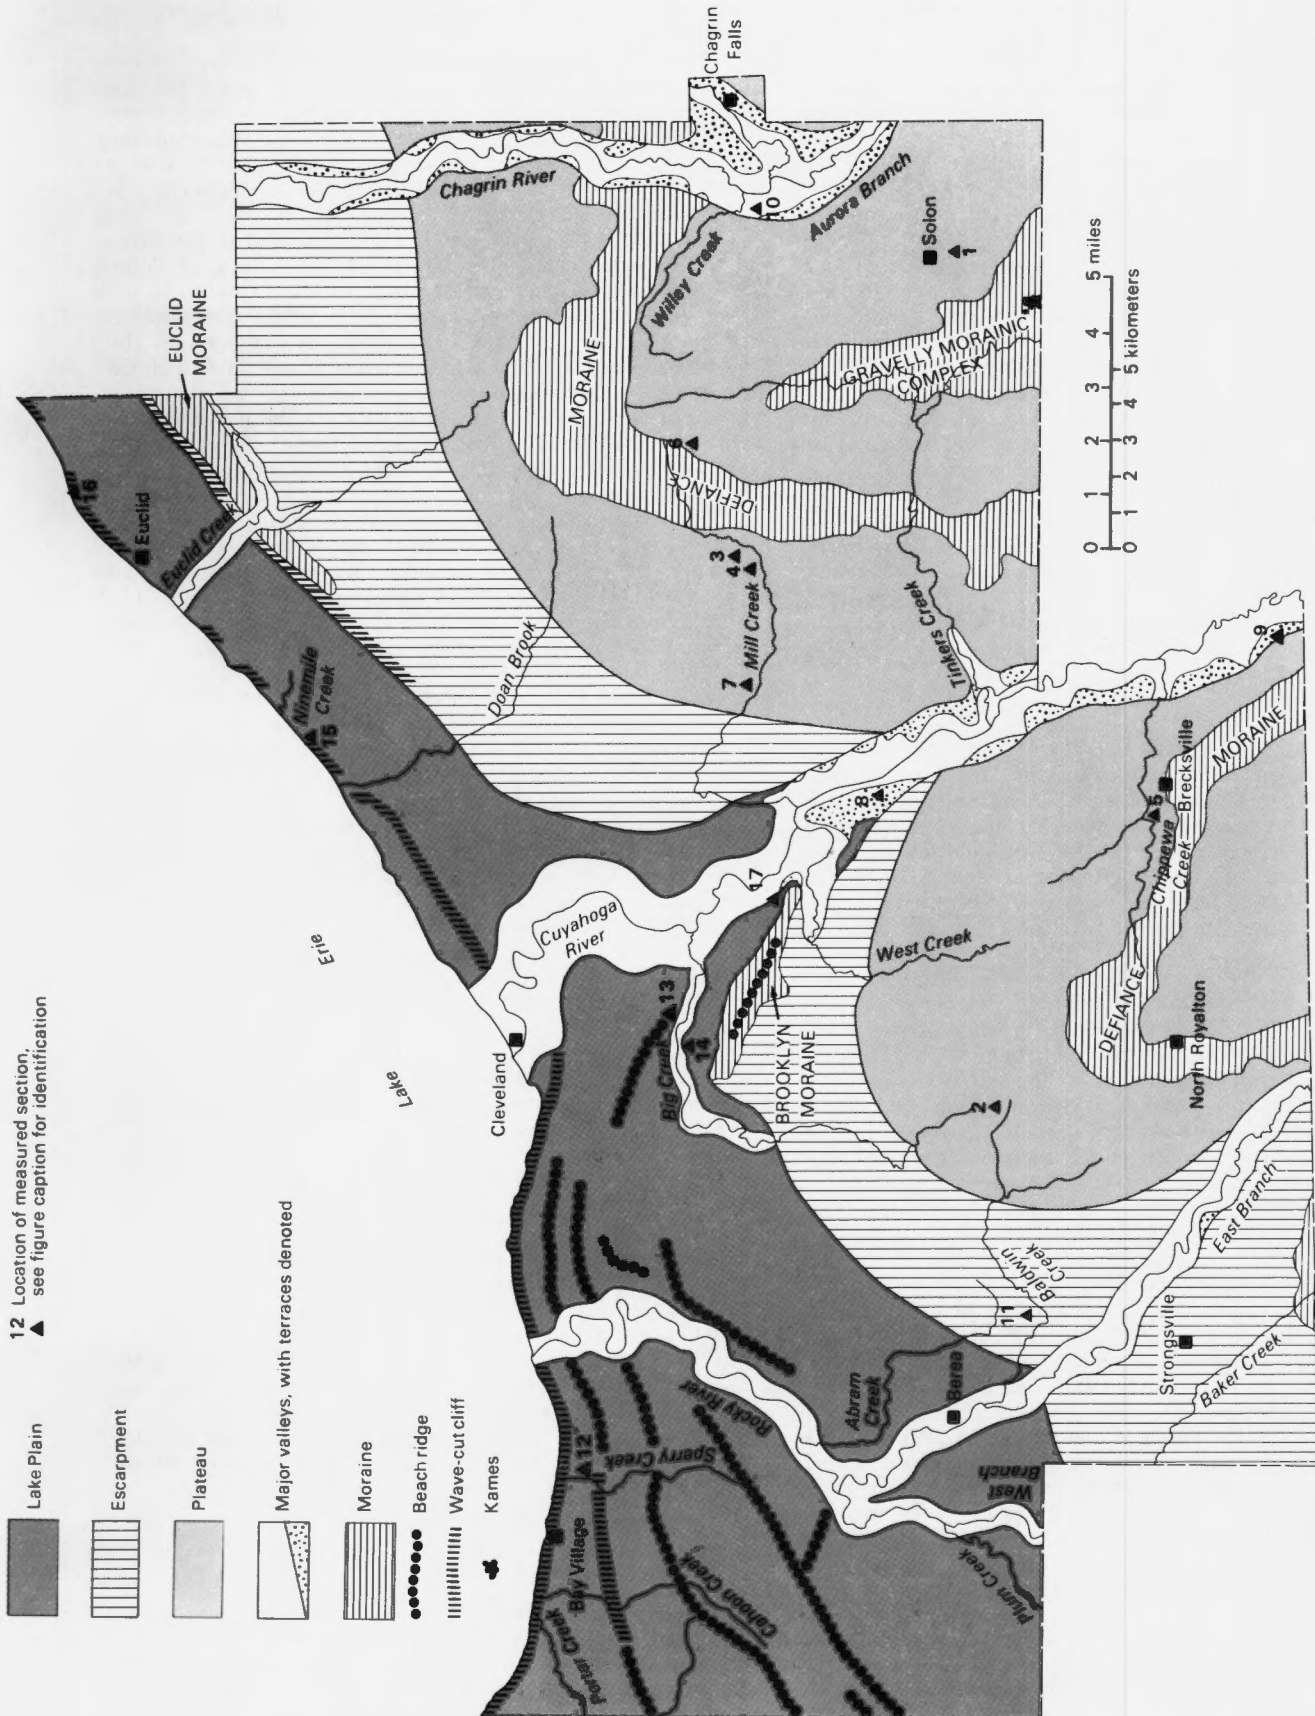 12 Location of measured section,
see figure caption for identification
Lake Plain
Escarpment
Plateau
Major valleys, with terraces denoted
Moraine
Beach ridge
Wave-cut cliff
Kames
Lake
Erie
Cleveland
Cuyahoga
River
EUCLID
MORAINE
16
Euclid
Euclid Creek
Ninemile
Creek
15
Doan Brook
Chagrin River
Chagrin
Falls
MORAINE
Willey Creek
10
Aurora Branch
Solon
1
GRAVELLY MORAINIC
COMPLEX
6
DEFIANCE
3
4
Mill Creek
7
Tinkers Creek
0 1 2 3 4 5 miles
0 1 2 3 4 5 kilometers
8
9
17
13
Big Creek
14
BROOKLYN
MORAINE
West Creek
MORAINE
Brecksville
5
Chippewa
Creek
DEFIANCE
North Royalton
2
East Branch
Baldwin
Creek
11
Strongsville
Baker Creek
Abram
Creek
Berea
Rocky River
Sperry Creek
12
Bay Village
Porter Creek
Cahoon Creek
West
Branch
Plum Creek